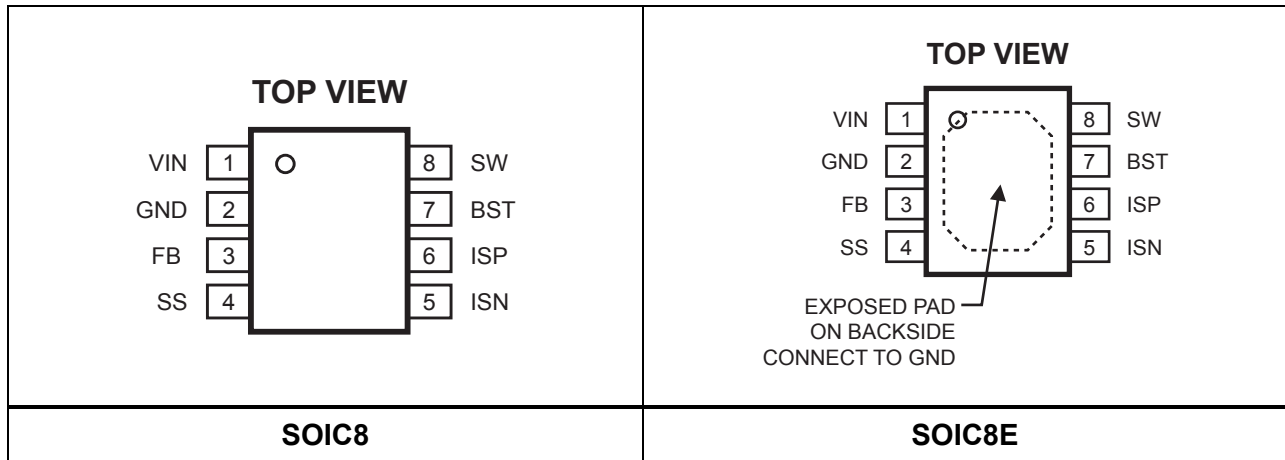 TOP VIEW
VIN 1 8 SW
GND 2 7 BST
FB 3 6 ISP
SS 4 5 ISN
SOIC8
TOP VIEW
VIN 1 8 SW
GND 2 7 BST
FB 3 6 ISP
SS 4 5 ISN
EXPOSED PAD
ON BACKSIDE
CONNECT TO GND
SOIC8E